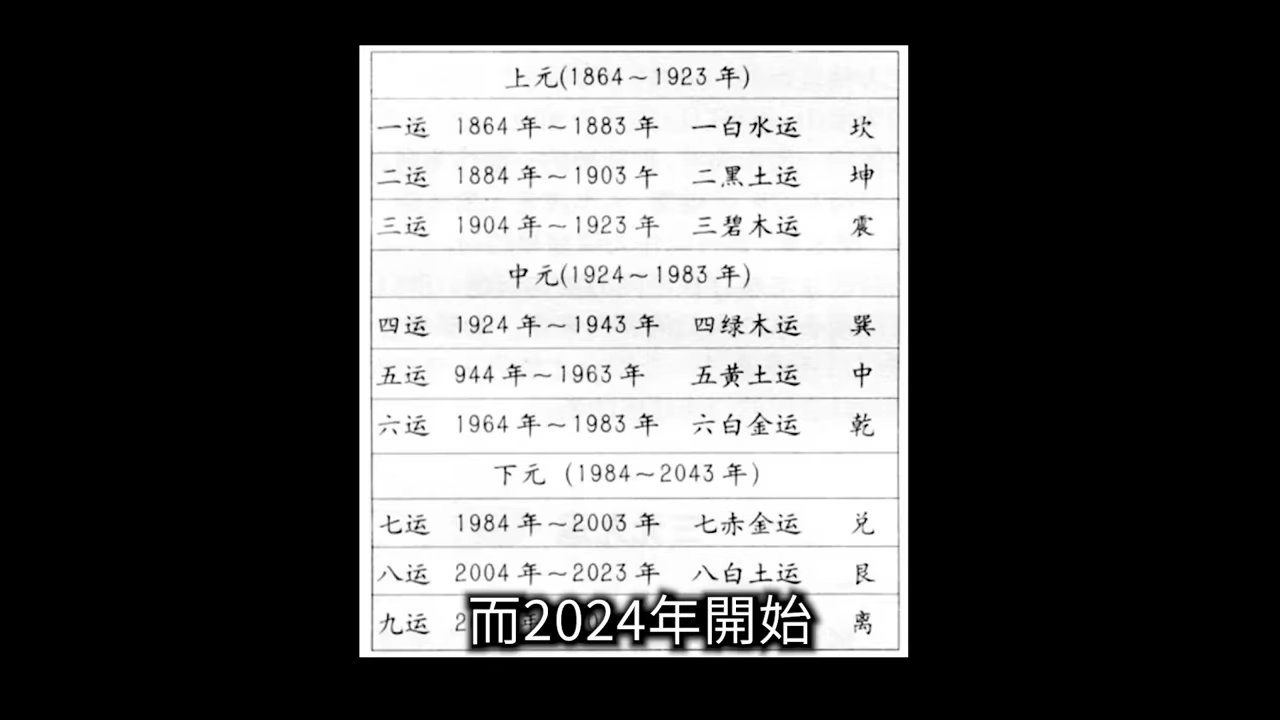 上元(1864～1923年)
一运 1864年～1883年 一白水运 坎
二运 1884年～1903午 二黑土运 坤
三运 1904年～1923年 三碧木运 震
中元(1924～1983年)
四运 1924年～1943年 四绿木运 巽
五运 944年～1963年 五黄土运 中
六运 1964年～1983年 六白金运 乾
下元 (1984～2043年)
七运 1984年～2003年 七赤金运 兑
八运 2004年～2023年 八白土运 艮
九运 离
而2024年開始